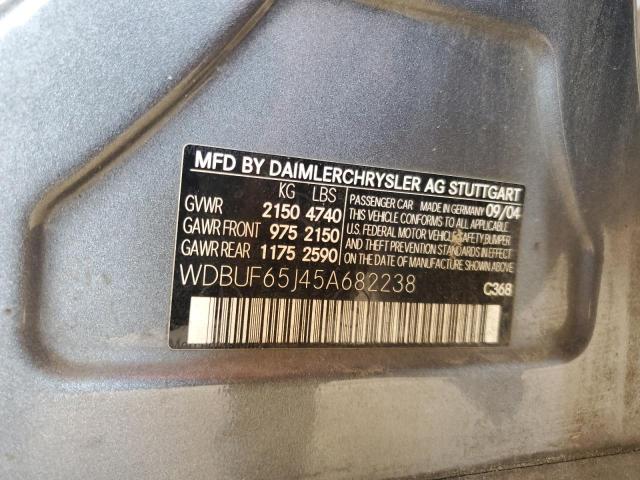 MFD BY DAIMLERCHRYSLER AG STUTTGART
KG LBS
GVWR 2150 4740
GAWR FRONT 975 2150
GAWR REAR 1175 2590
PASSENGER CAR MADE IN GERMANY 09/04
THIS VEHICLE CONFORMS TO ALL APPLICABLE
U.S. FEDERAL MOTOR VEHICLE SAFETY, BUMPER
AND THEFT PREVENTION STANDARDS IN EFFECT
ON THE DATE OF MANUFACTURE SHOWN ABOVE.
WDBUF65J45A682238
C368